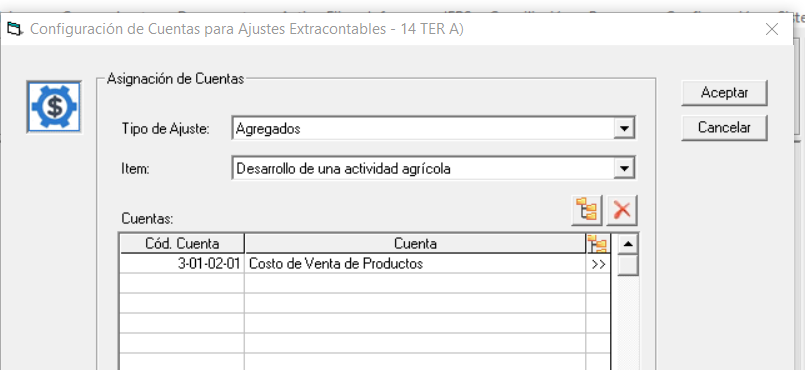 Configuración de Cuentas para Ajustes Extracontables - 14 TER A)
Asignación de Cuentas
Aceptar
Tipo de Ajuste: Agregados
Cancelar
Item: Desarrollo de una actividad agrícola
Cuentas:
Cód. Cuenta Cuenta
3-01-02-01 Costo de Venta de Productos >>